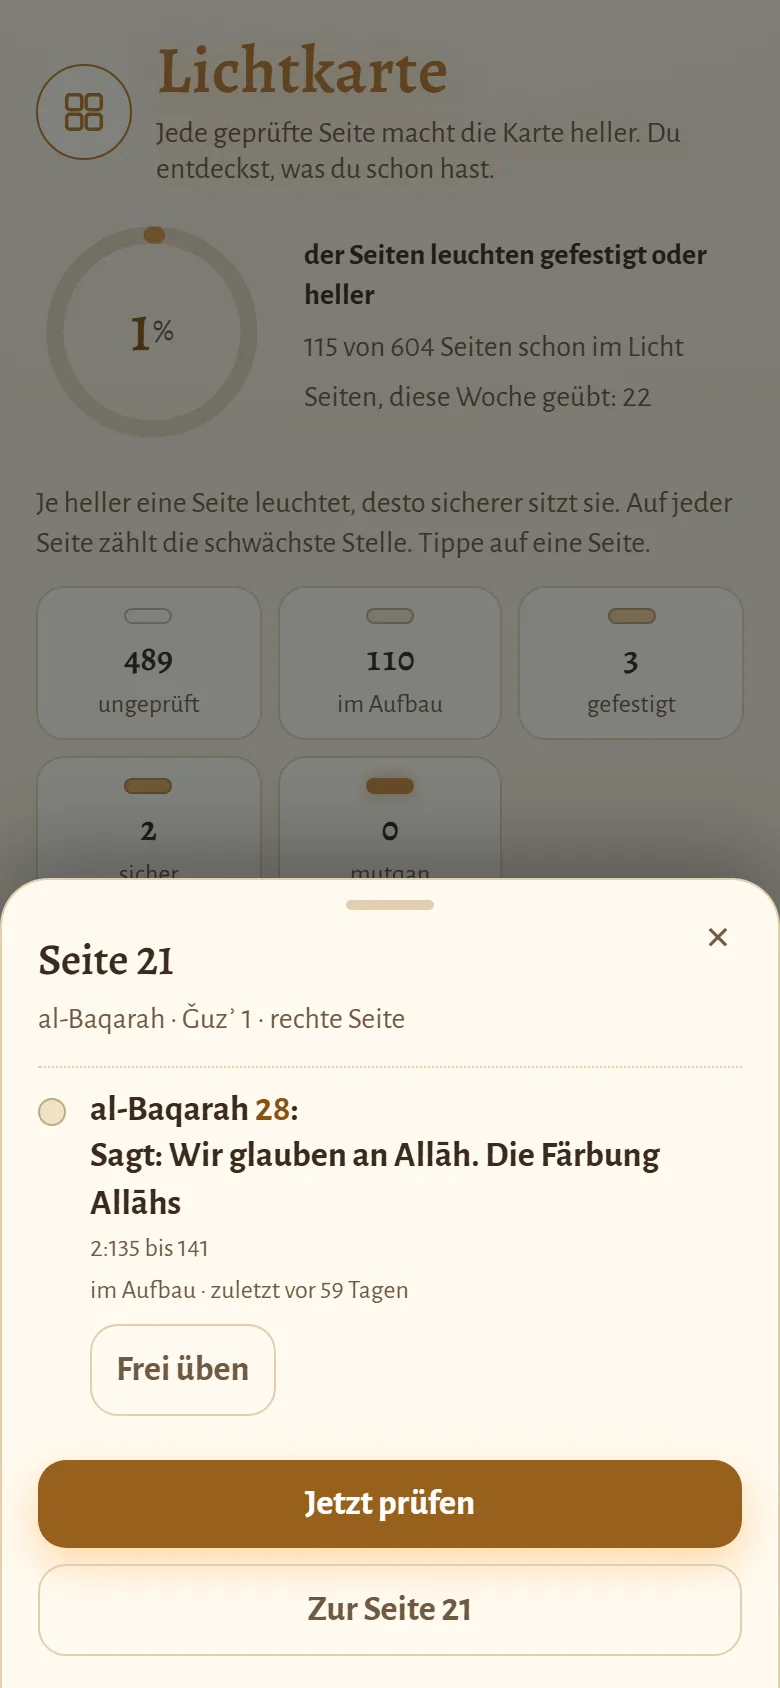 Lichtkarte
Jede geprüfte Seite macht die Karte heller. Du
entdeckst, was du schon hast.
1%
der Seiten leuchten gefestigt oder
heller
115 von 604 Seiten schon im Licht
Seiten, diese Woche geübt: 22
Je heller eine Seite leuchtet, desto sicherer sitzt sie. Auf jeder
Seite zählt die schwächste Stelle. Tippe auf eine Seite.
489
ungeprüft
110
im Aufbau
3
gefestigt
2
sicher
0
mutqan
Seite 21
al-Baqarah · Ǧuzʾ 1 · rechte Seite
al-Baqarah 28:
Sagt: Wir glauben an Allāh. Die Färbung
Allāhs
2:135 bis 141
im Aufbau · zuletzt vor 59 Tagen
Frei üben
Jetzt prüfen
Zur Seite 21